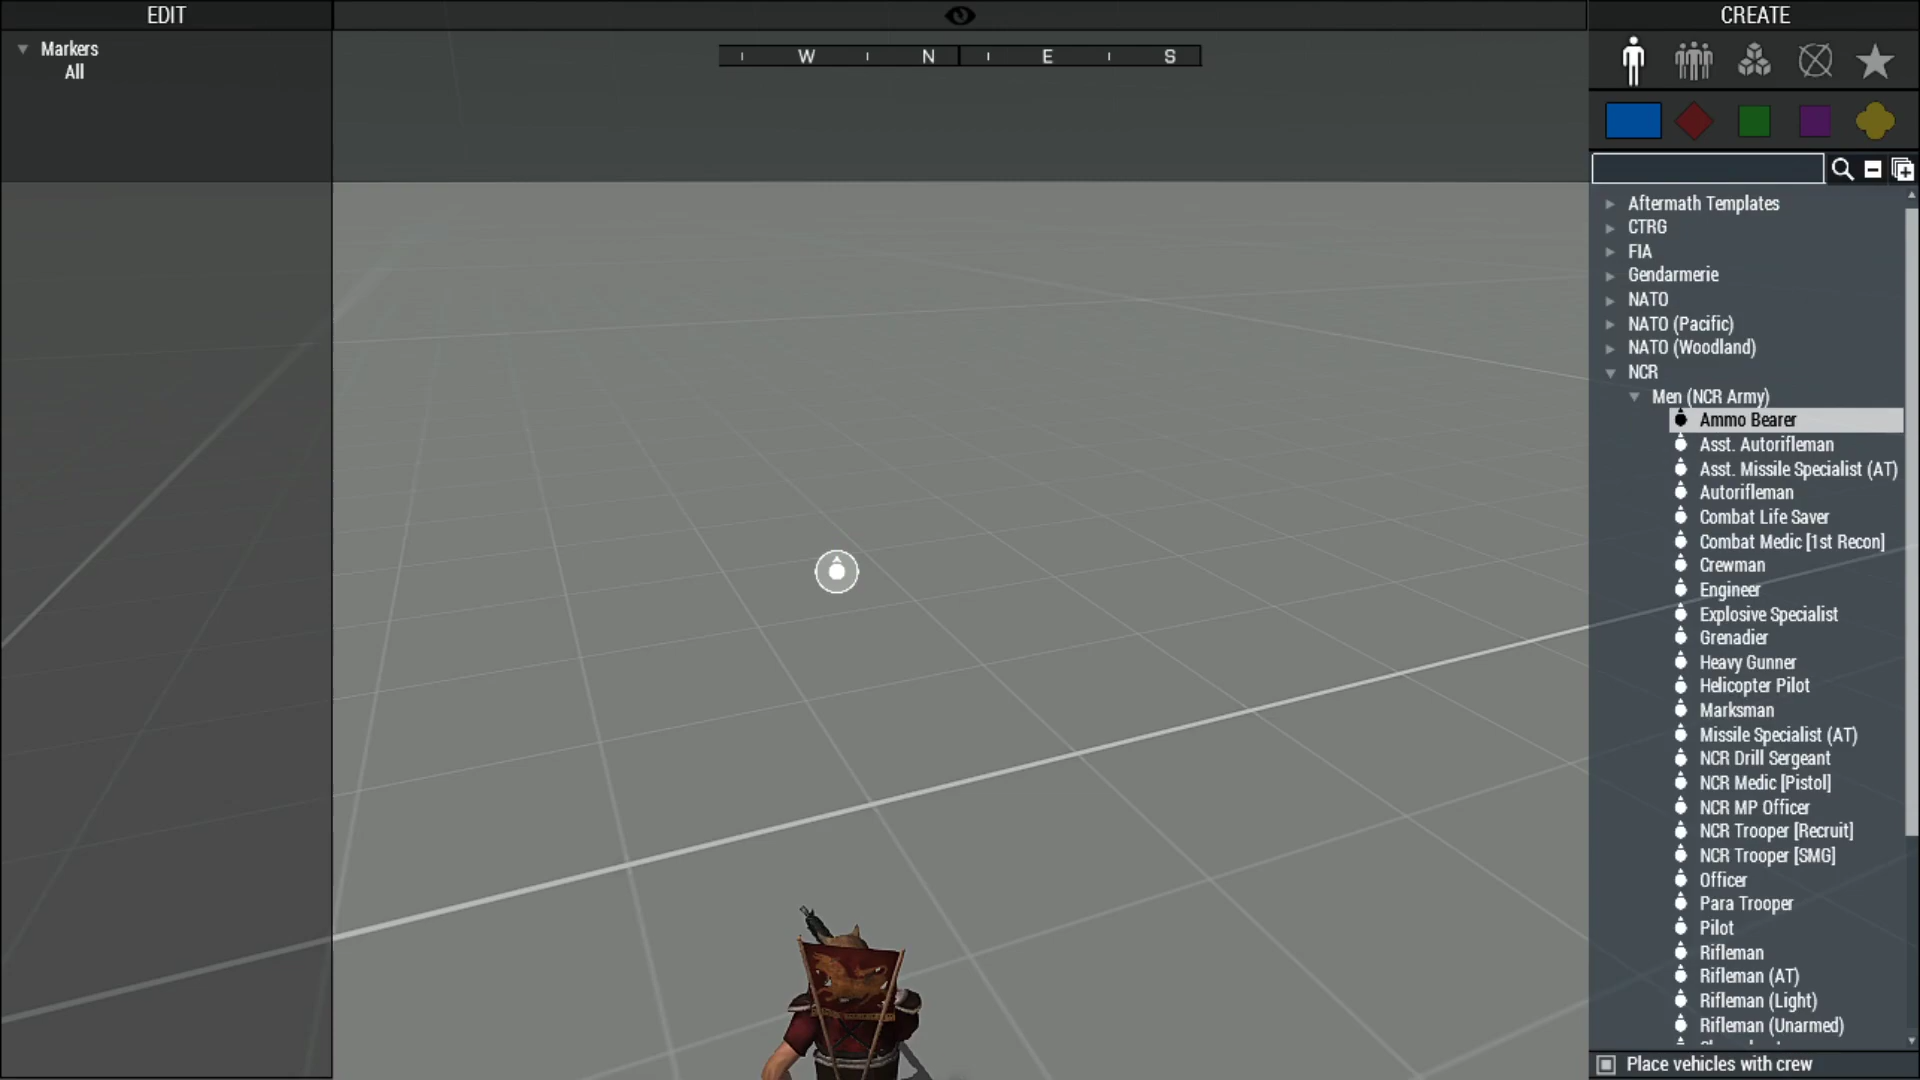 EDIT
Markers
All
W N E S
CREATE
Aftermath Templates
CTRG
FIA
Gendarmerie
NATO
NATO (Pacific)
NATO (Woodland)
NCR
Men (NCR Army)
Ammo Bearer
Asst. Autorifleman
Asst. Missile Specialist (AT)
Autorifleman
Combat Life Saver
Combat Medic [1st Recon]
Crewman
Engineer
Explosive Specialist
Grenadier
Heavy Gunner
Helicopter Pilot
Marksman
Missile Specialist (AT)
NCR Drill Sergeant
NCR Medic [Pistol]
NCR MP Officer
NCR Trooper [Recruit]
NCR Trooper [SMG]
Officer
Para Trooper
Pilot
Rifleman
Rifleman (AT)
Rifleman (Light)
Rifleman (Unarmed)
Place vehicles with crew